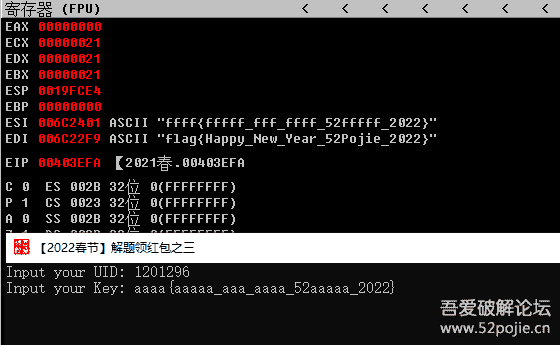 寄存器 (FPU) < < < < < < <
EAX 00000000
ECX 00000021
EDX 00000021
EBX 00000021
ESP 0019FCE4
EBP 00000000
ESI 006C2401 ASCII "ffff{fffff_fff_ffff_52fffff_2022}"
EDI 006C22F9 ASCII "flag{Happy_New_Year_52Pojie_2022}"
EIP 00403EFA 【2021春.00403EFA
C 0 ES 002B 32位 0(FFFFFFFF)
P 1 CS 0023 32位 0(FFFFFFFF)
A 0 SS 002B 32位 0(FFFFFFFF)
【2022春节】解题领红包之三
Input your UID: 1201296
Input your Key: aaaa{aaaaa_aaa_aaaa_52aaaaa_2022}
吾爱破解论坛
www.52pojie.cn